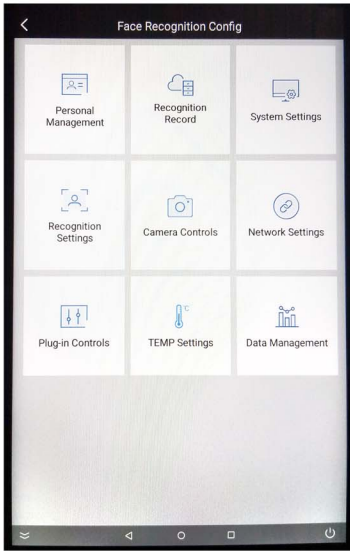 Face Recognition Config
Personal
Management
Recognition
Record
System Settings
Recognition
Settings
Camera Controls
Network Settings
Plug-in Controls
°C
TEMP Settings
Data Management